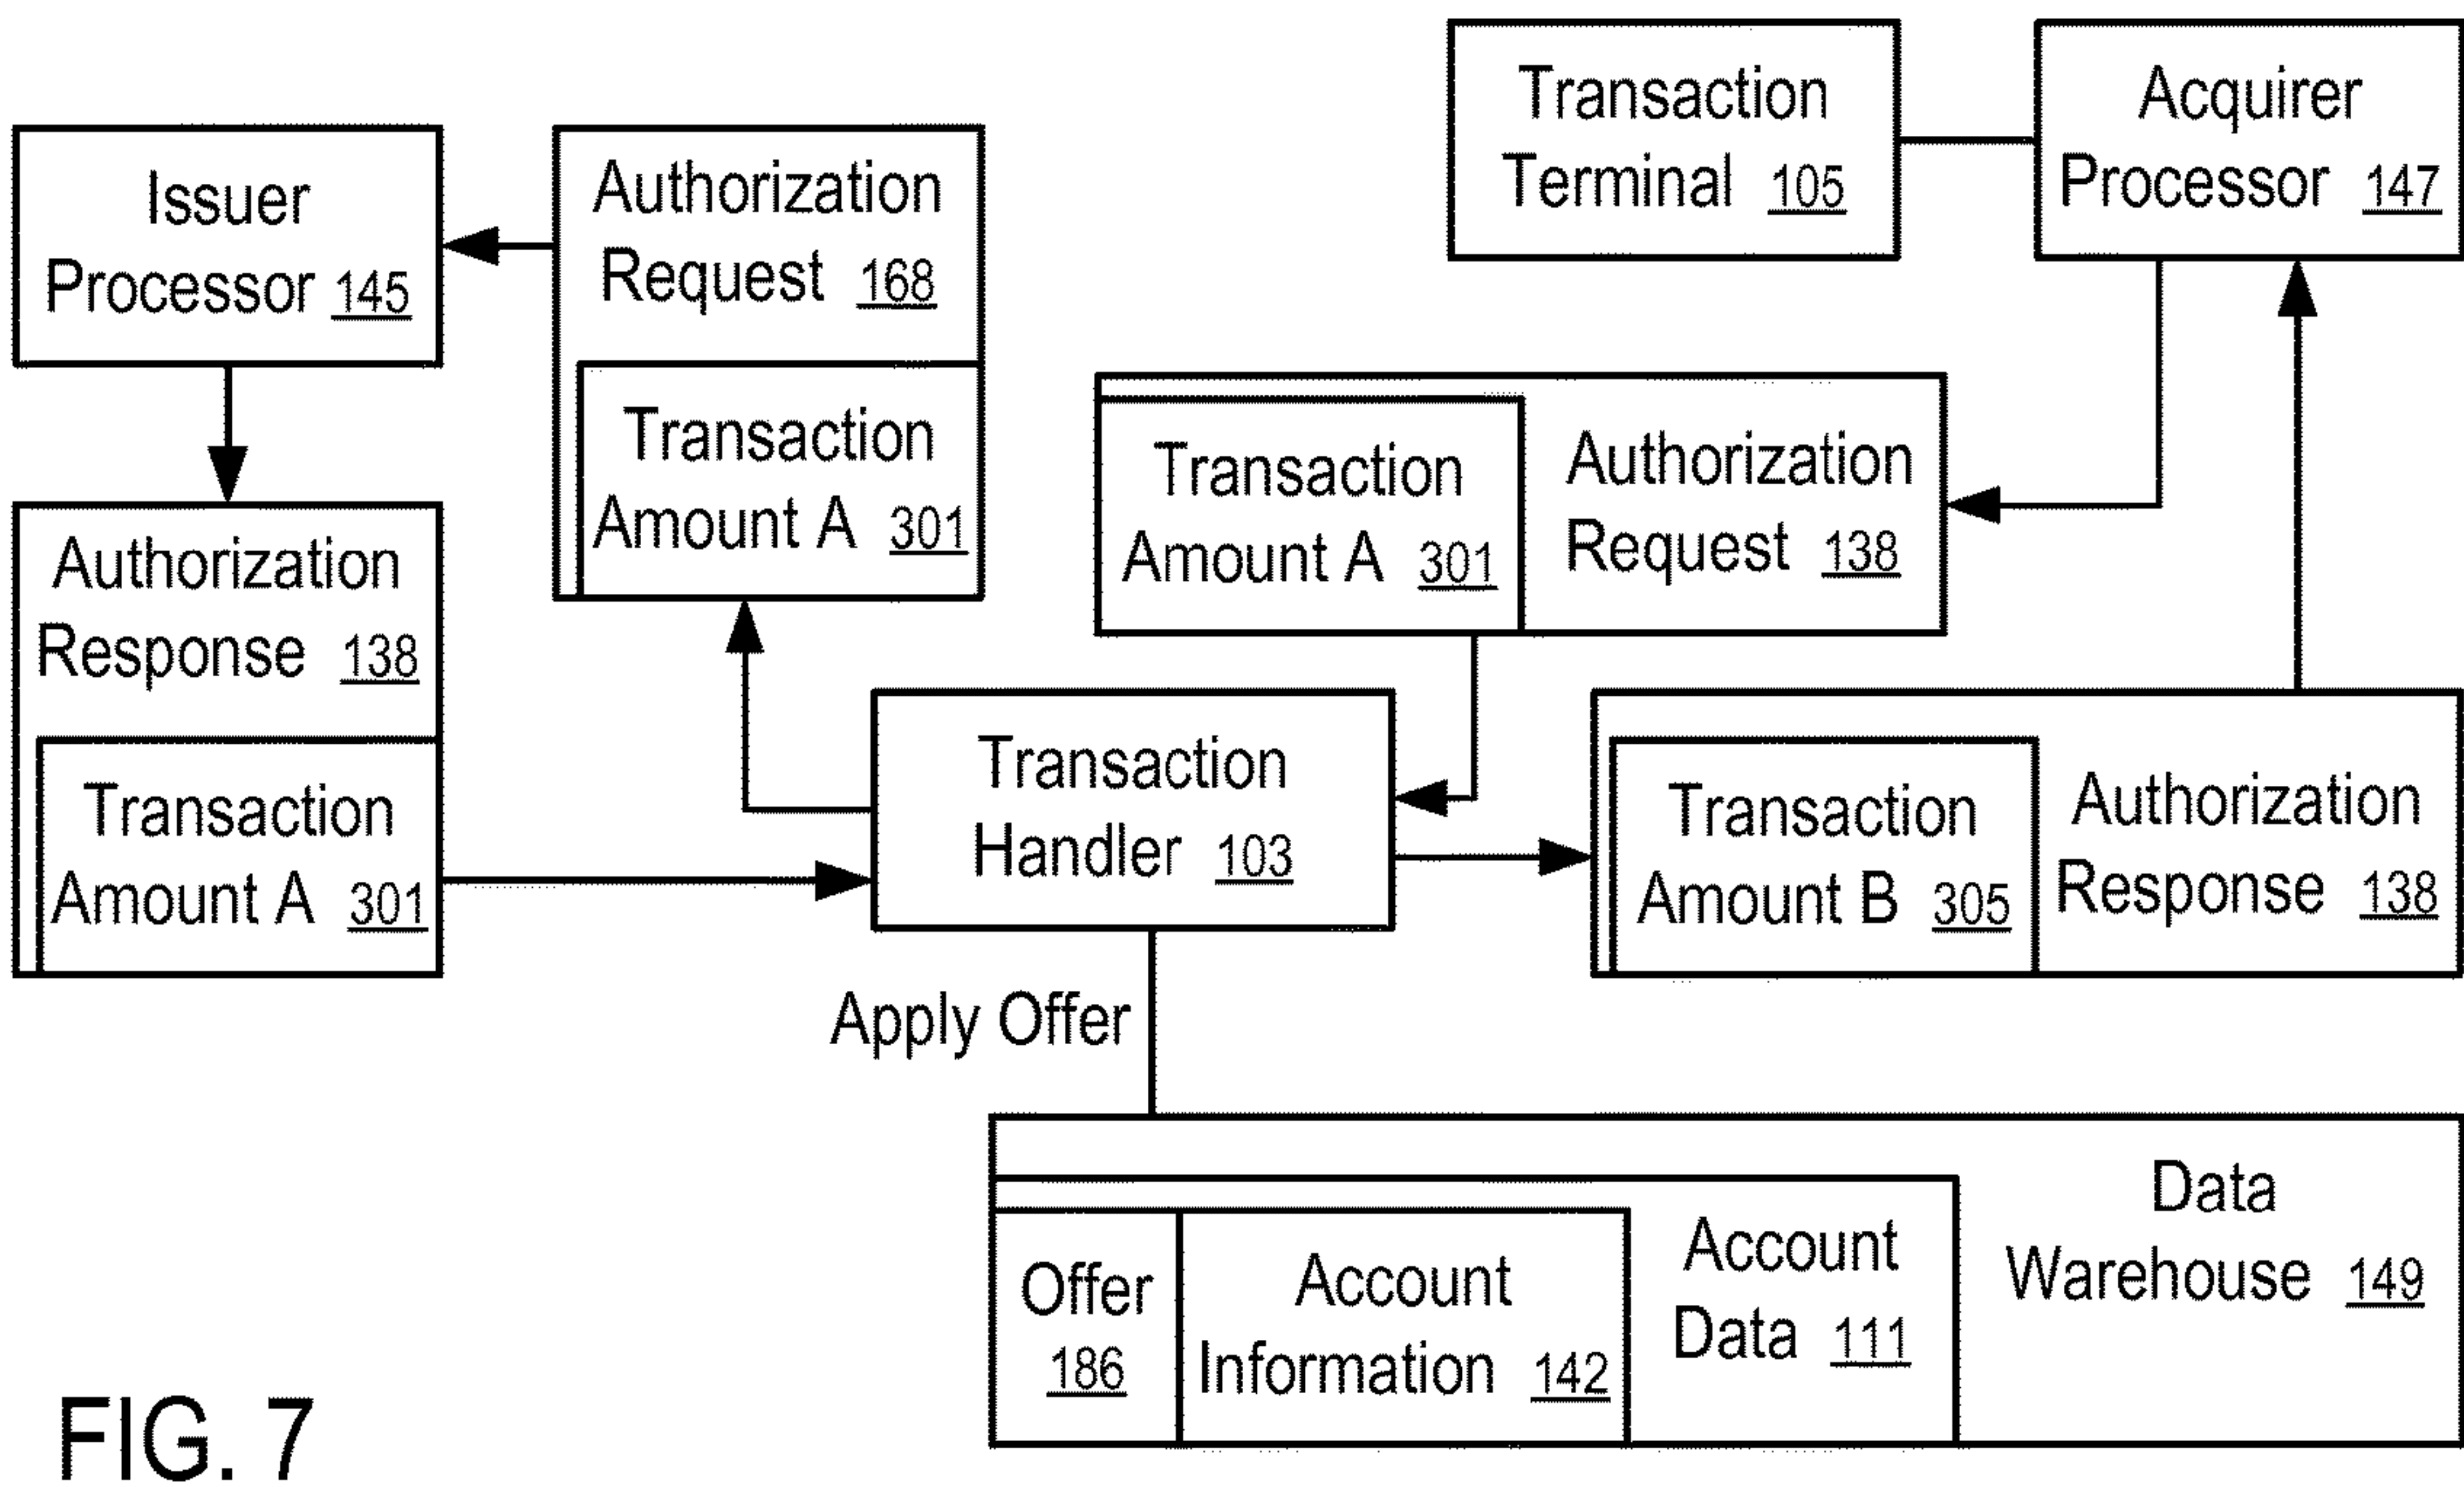 Transaction
Terminal 105
Acquirer
Processor 147
Issuer
Processor 145
Authorization
Request 168
Transaction
Amount A 301
Transaction
Amount A 301
Authorization
Request 138
Authorization
Response 138
Transaction
Amount A 301
Transaction
Handler 103
Transaction
Amount B 305
Authorization
Response 138
Apply Offer
Offer
186
Account
Information 142
Account
Data 111
Data
Warehouse 149
FIG. 7